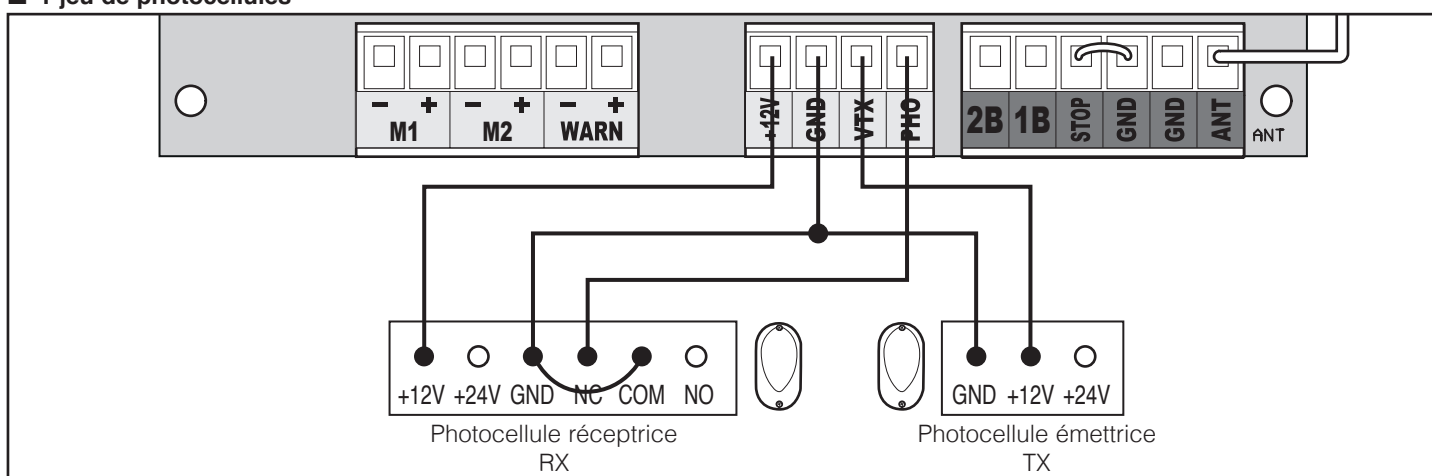 1 jeu de photocellules
- + - + - +
M1 M2 WARN
+12V GND VTX PHO
2B 1B STOP GND GND ANT
ANT
+12V +24V GND NC COM NO
GND +12V +24V
Photocellule réceptrice
RX
Photocellule émettrice
TX